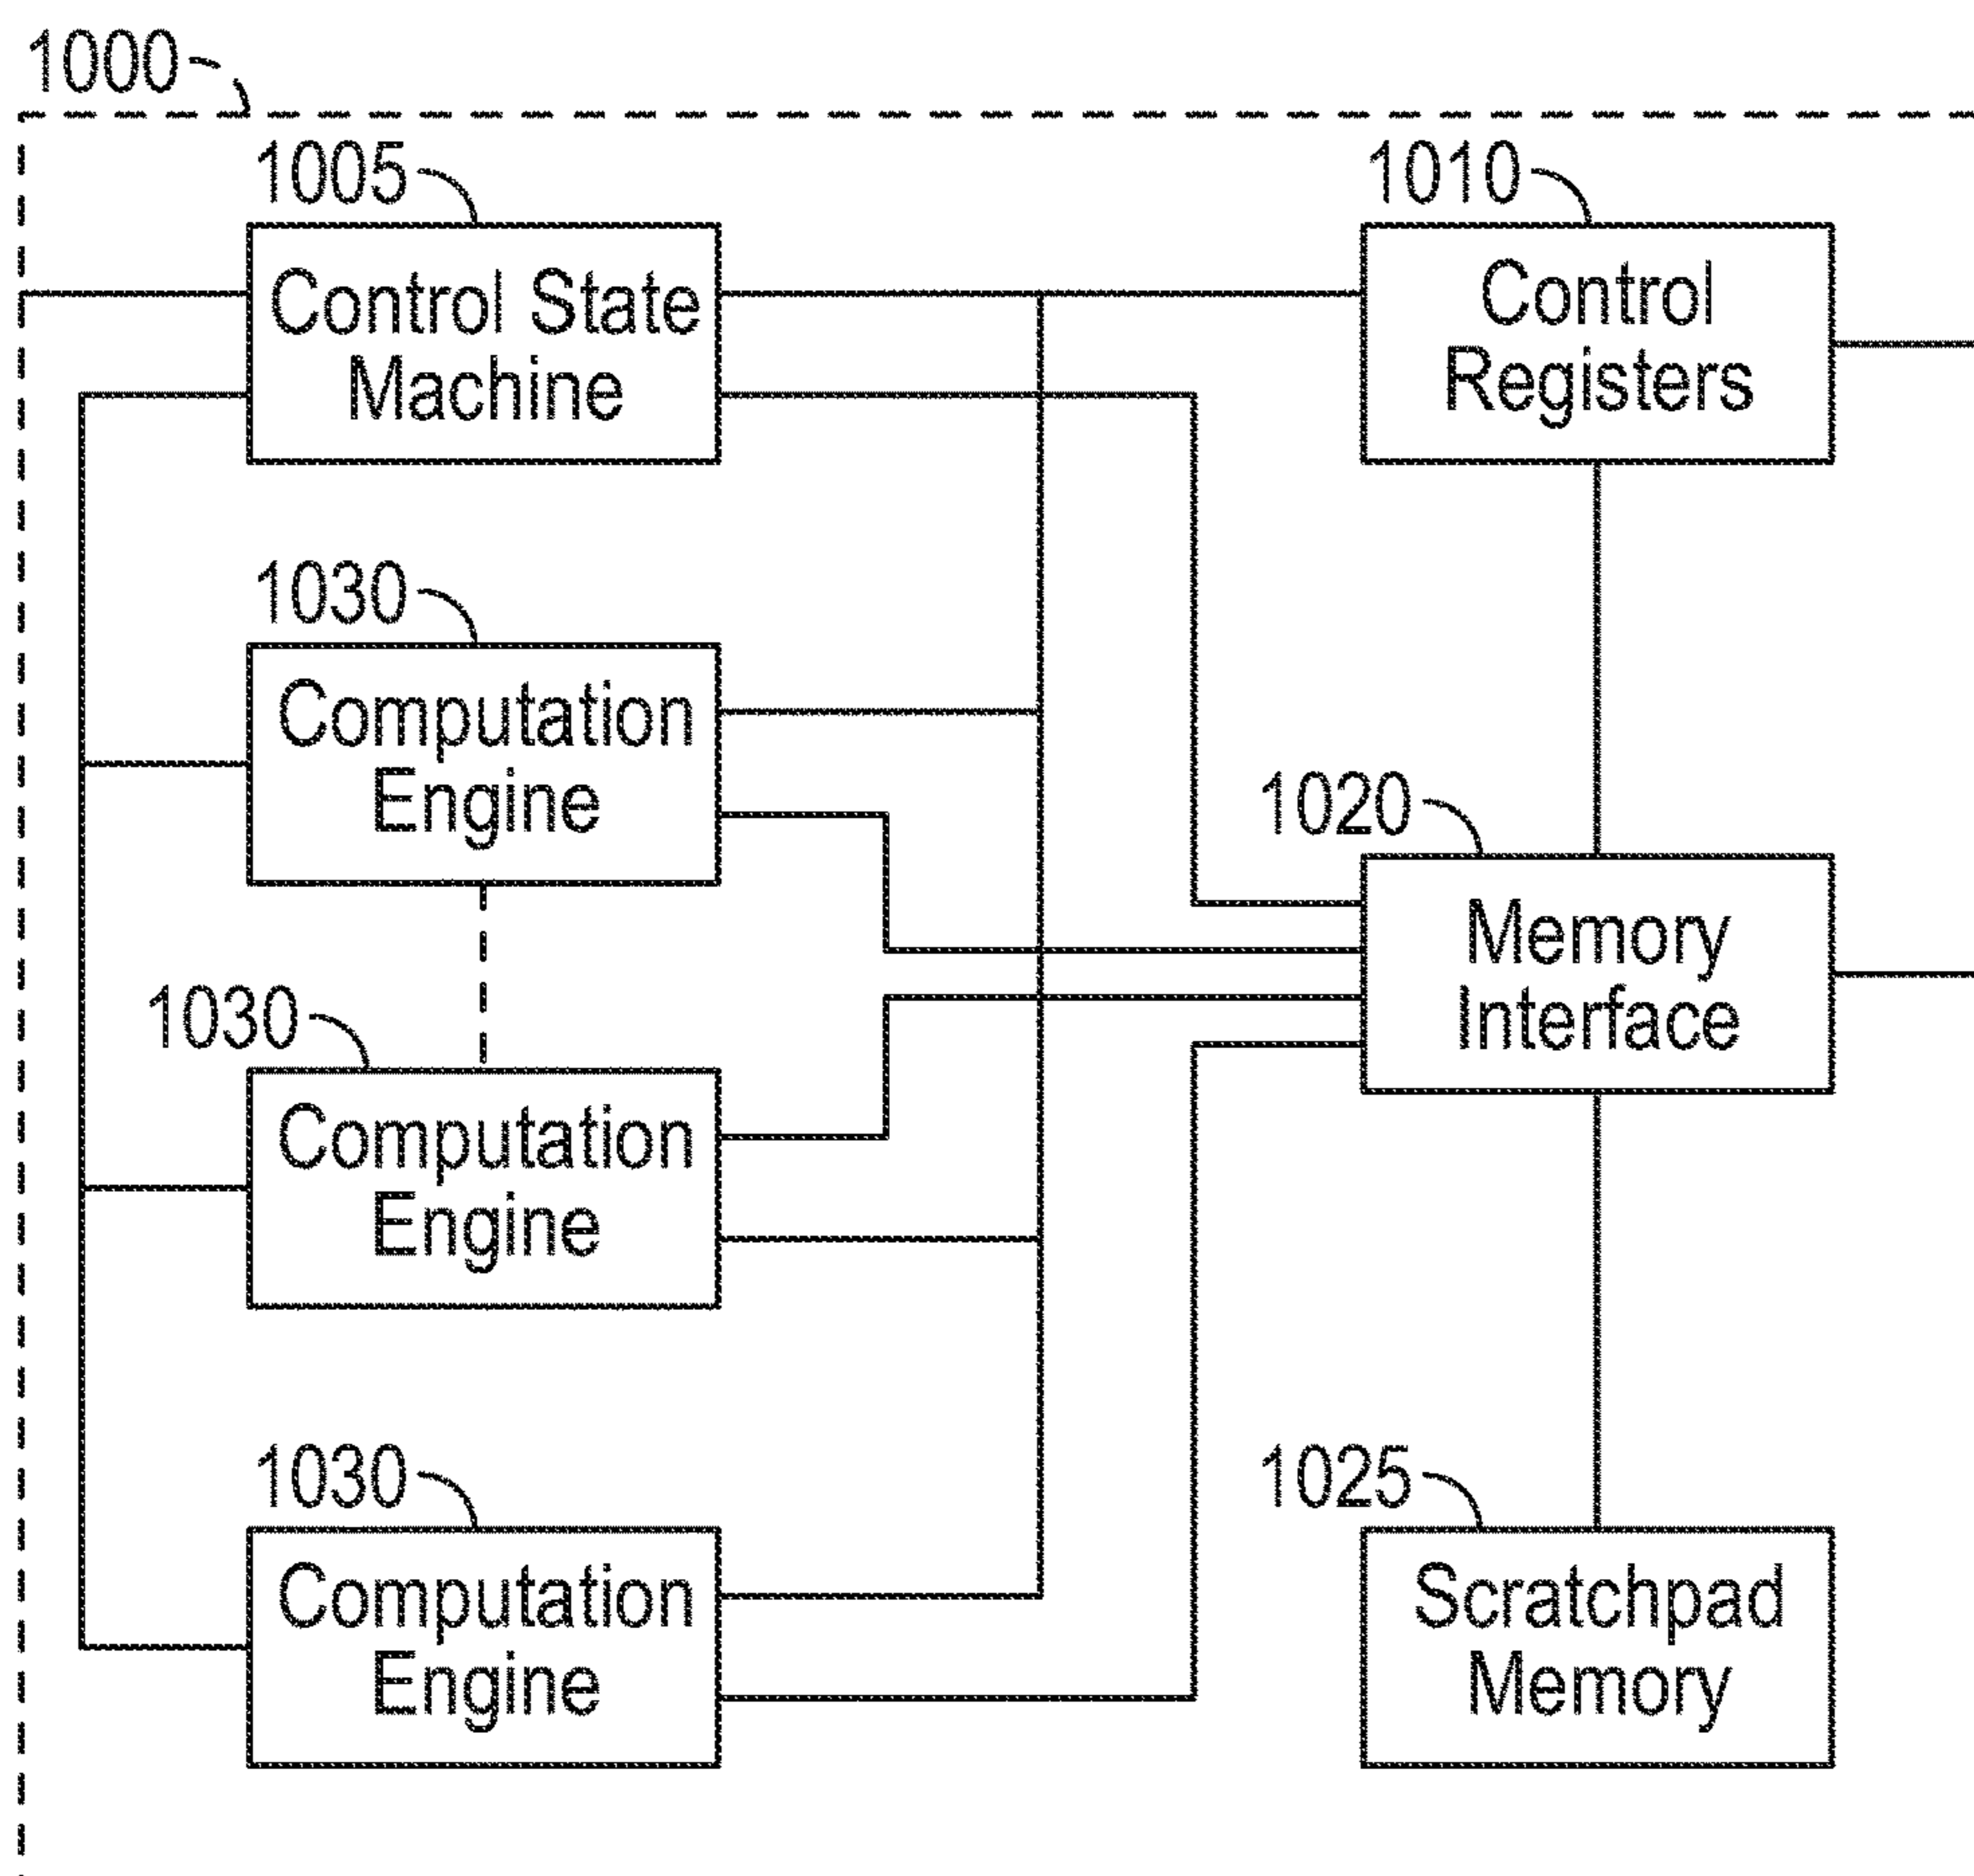 1000
1005
Control State
Machine
1010
Control
Registers
1030
Computation
Engine
1020
Memory
Interface
1030
Computation
Engine
1030
Computation
Engine
1025
Scratchpad
Memory